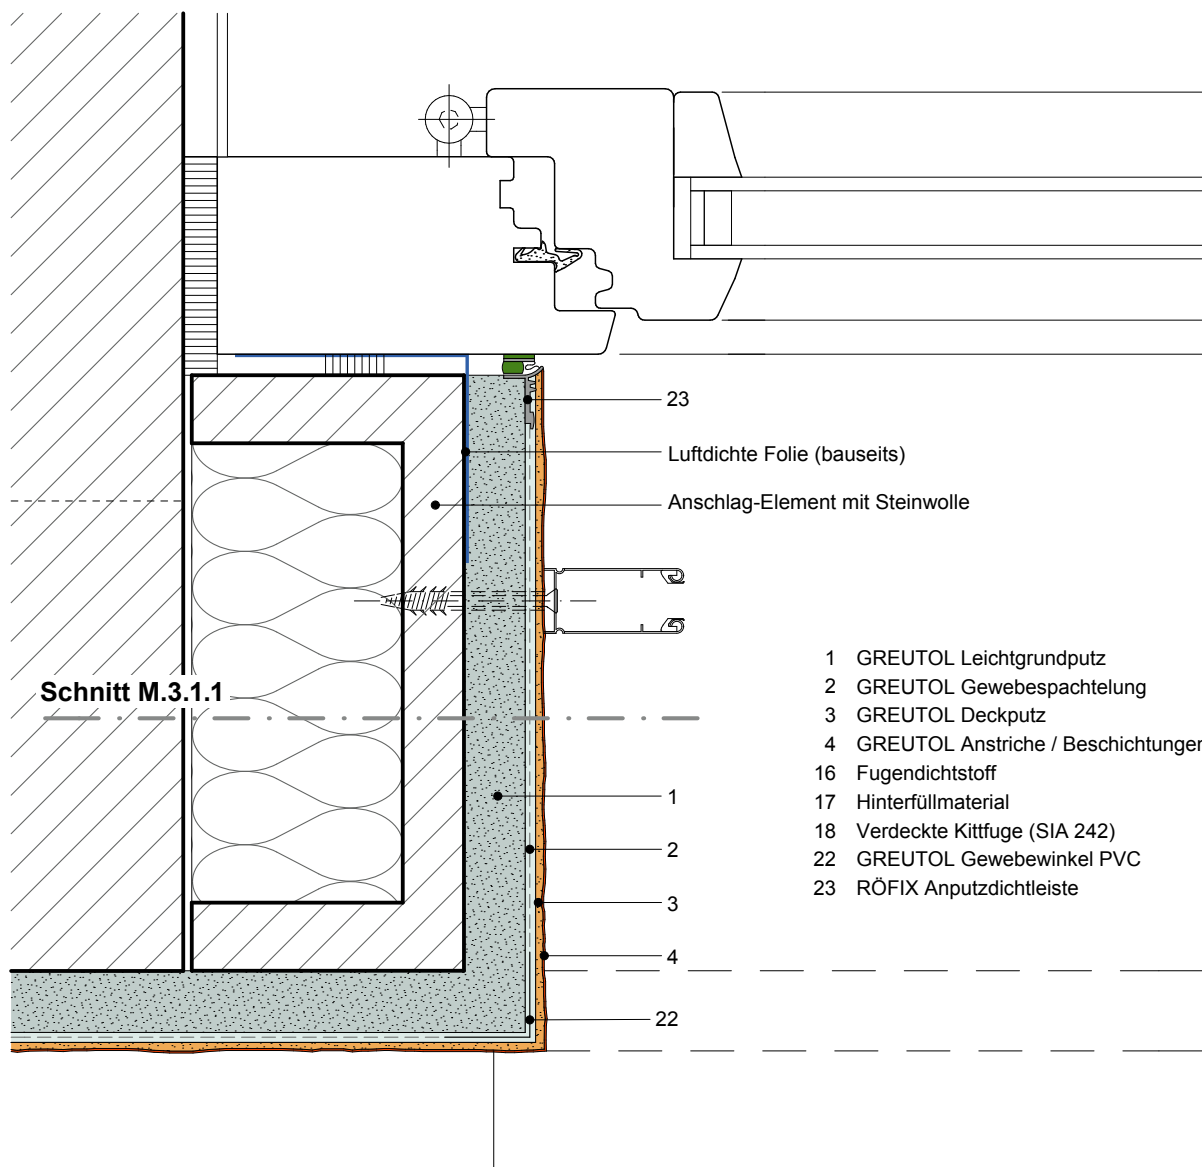 23
Luftdichte Folie (bauseits)
Anschlag-Element mit Steinwolle
Schnitt M.3.1.1
1
2
3
4
22
1 GREUTOL Leichtgrundputz
2 GREUTOL Gewebespachtelung
3 GREUTOL Deckputz
4 GREUTOL Anstriche / Beschichtungen
16 Fugendichtstoff
17 Hinterfüllmaterial
18 Verdeckte Kittfuge (SIA 242)
22 GREUTOL Gewebewinkel PVC
23 RÖFIX Anputzdichtleiste